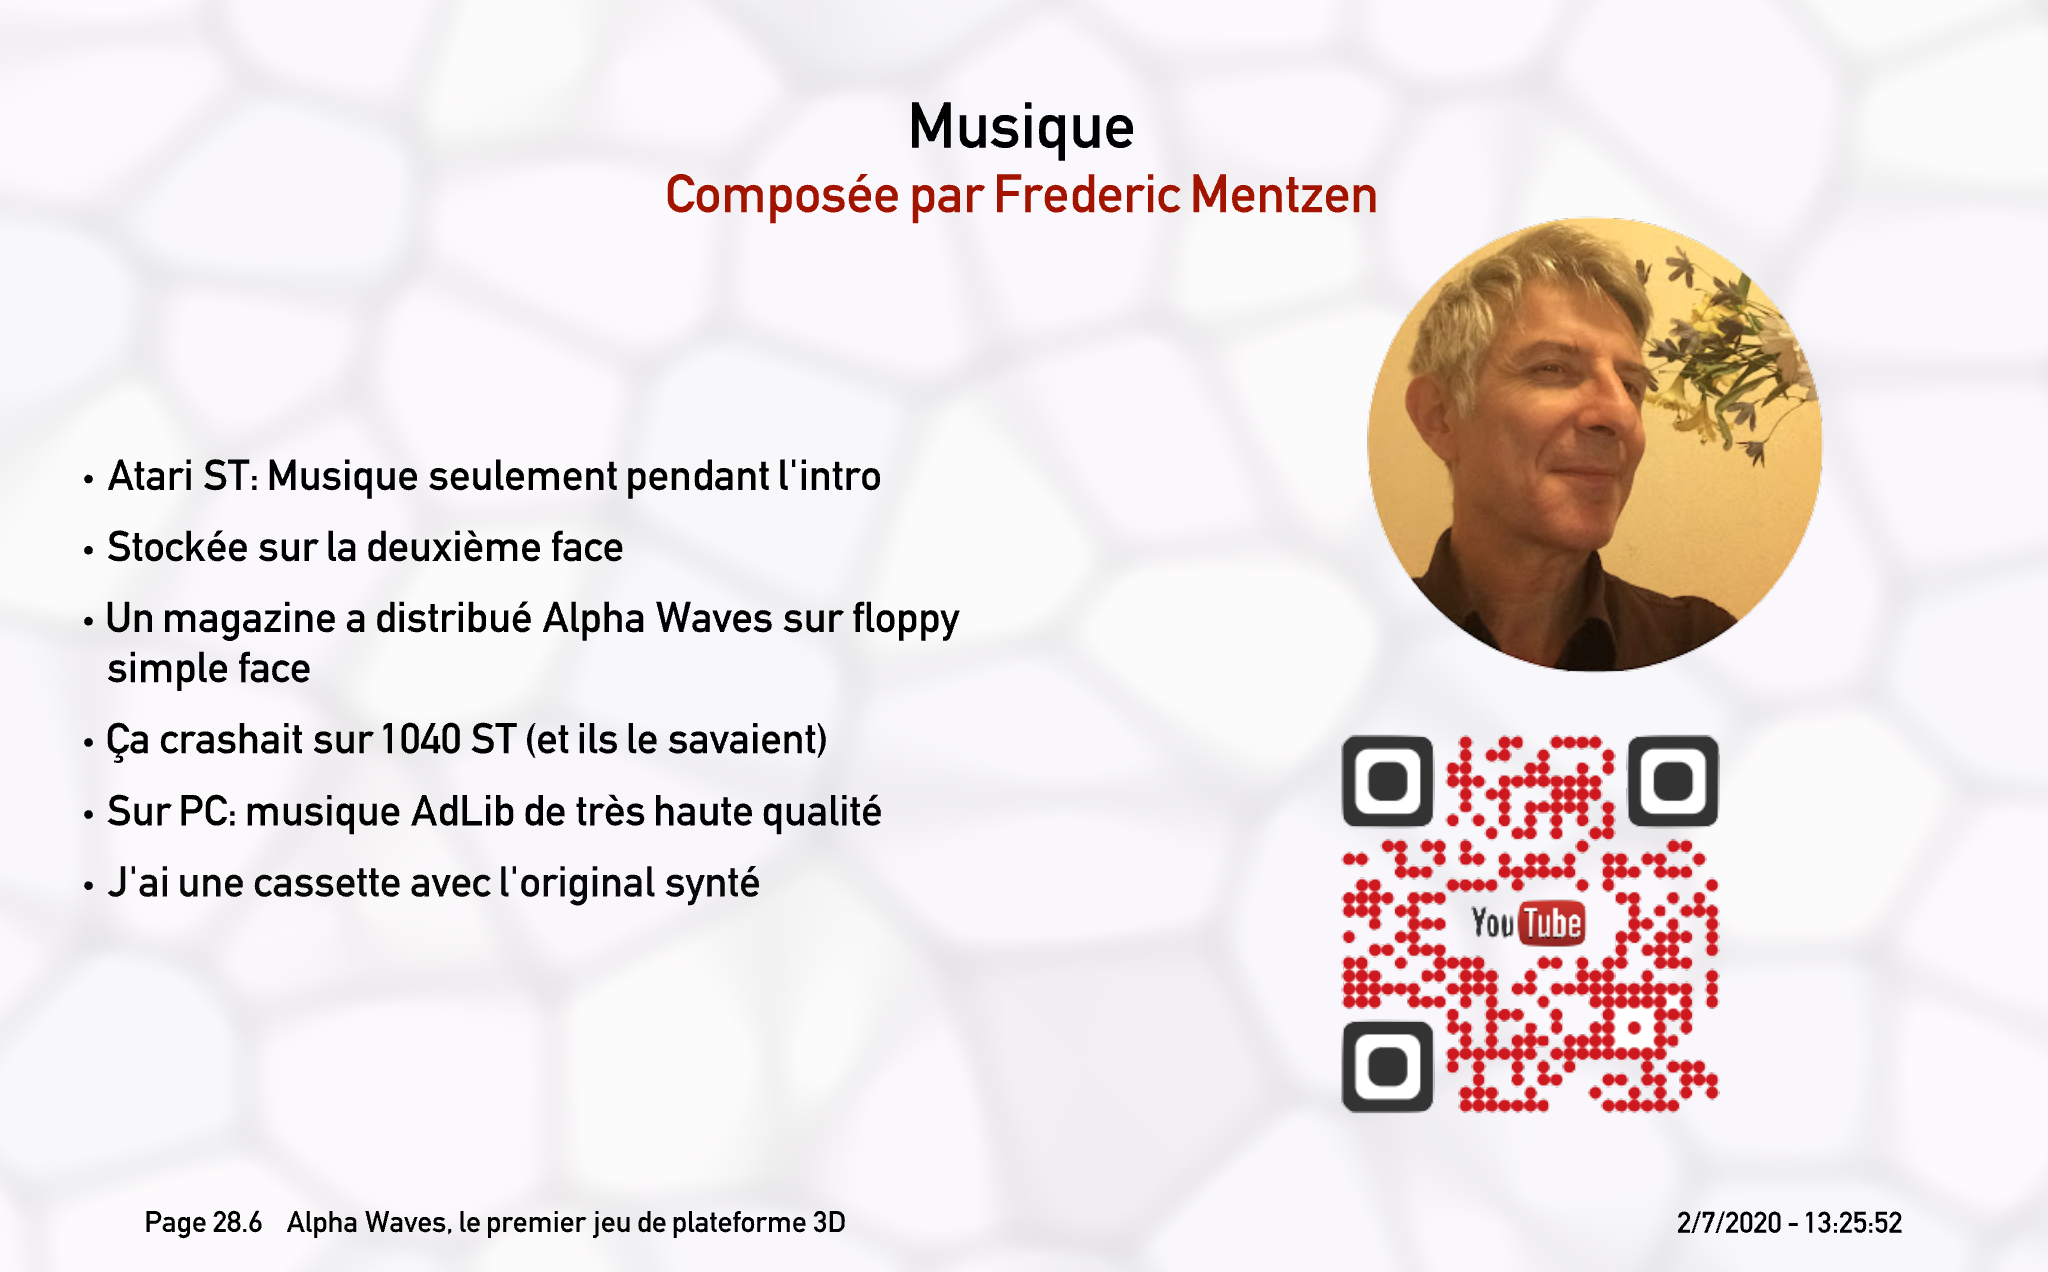 Musique
Composée par Frederic Mentzen
• Atari ST: Musique seulement pendant l'intro
• Stockée sur la deuxième face
• Un magazine a distribué Alpha Waves sur floppy
simple face
• Ça crashait sur 1040 ST (et ils le savaient)
• Sur PC: musique AdLib de très haute qualité
• J'ai une cassette avec l'original synté
YouTube
Page 28.6 Alpha Waves, le premier jeu de plateforme 3D
2/7/2020 - 13:25:52